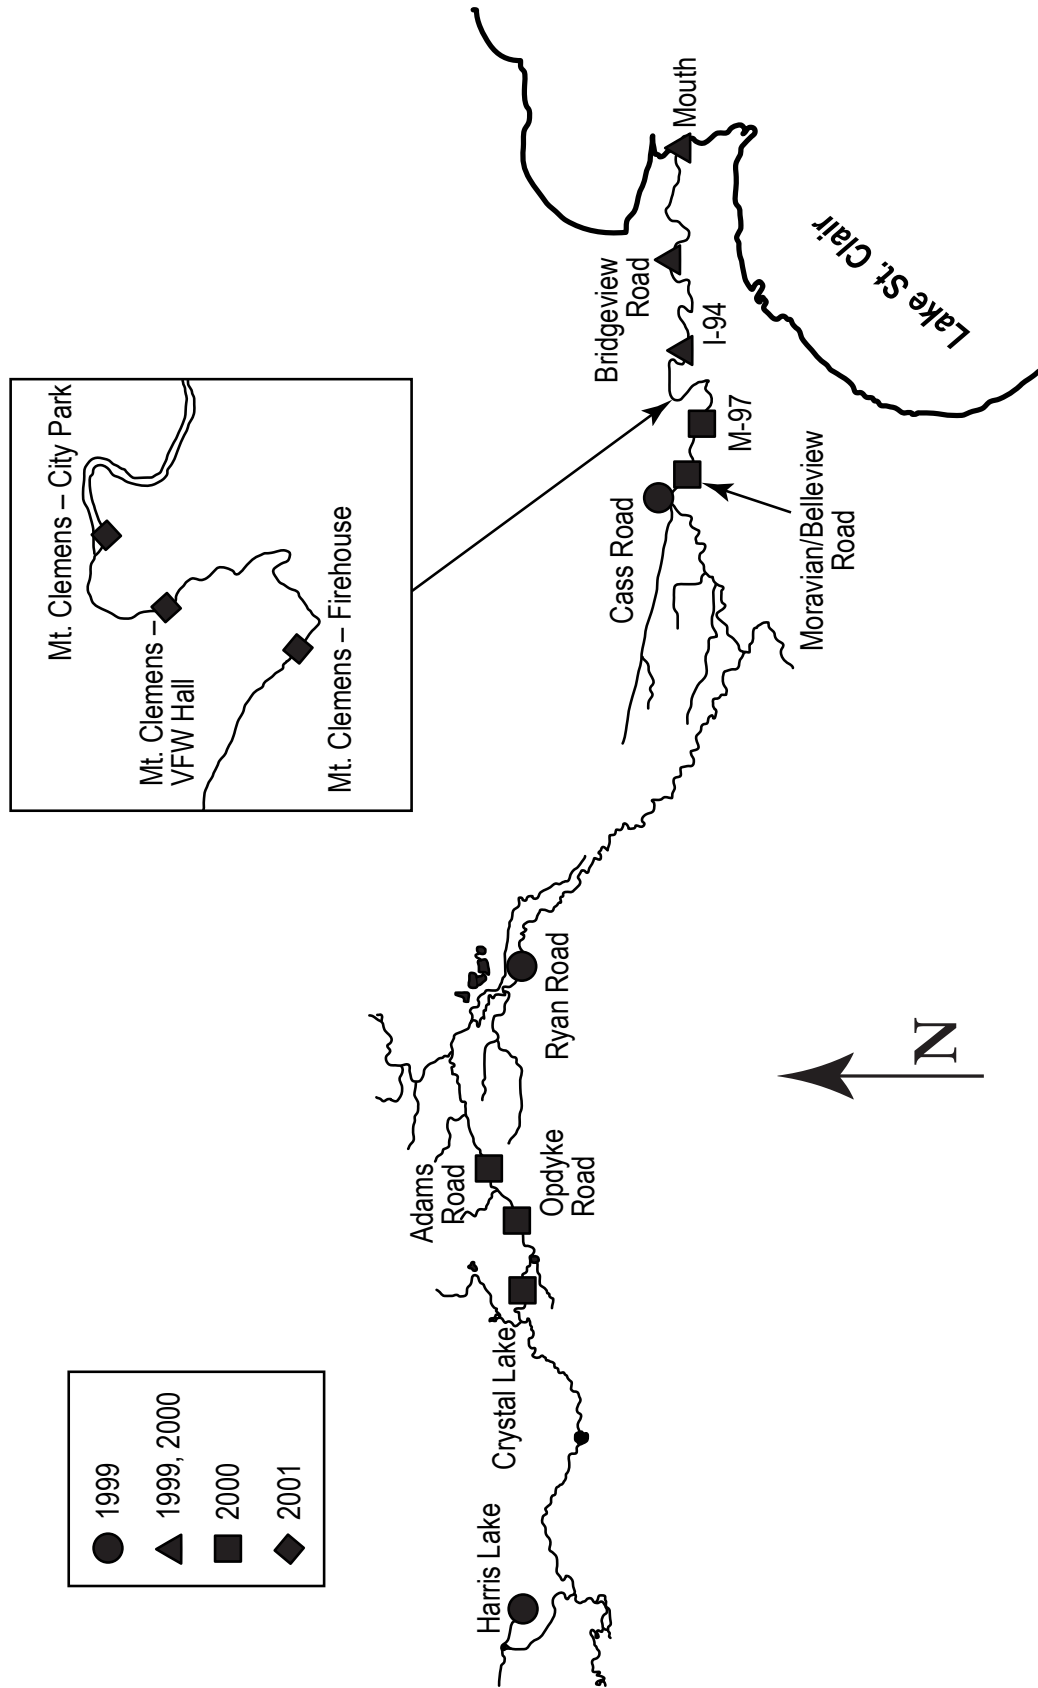 1999
1999, 2000
2000
2001
Harris Lake
Crystal Lake
Adams
Road
Opdyke
Road
Ryan Road
Mt. Clemens – City Park
Mt. Clemens –
VFW Hall
Mt. Clemens – Firehouse
Cass Road
Moravian/Belleview
Road
M-97
Bridgeview
Road
I-94
Mouth
Lake St. Clair
N